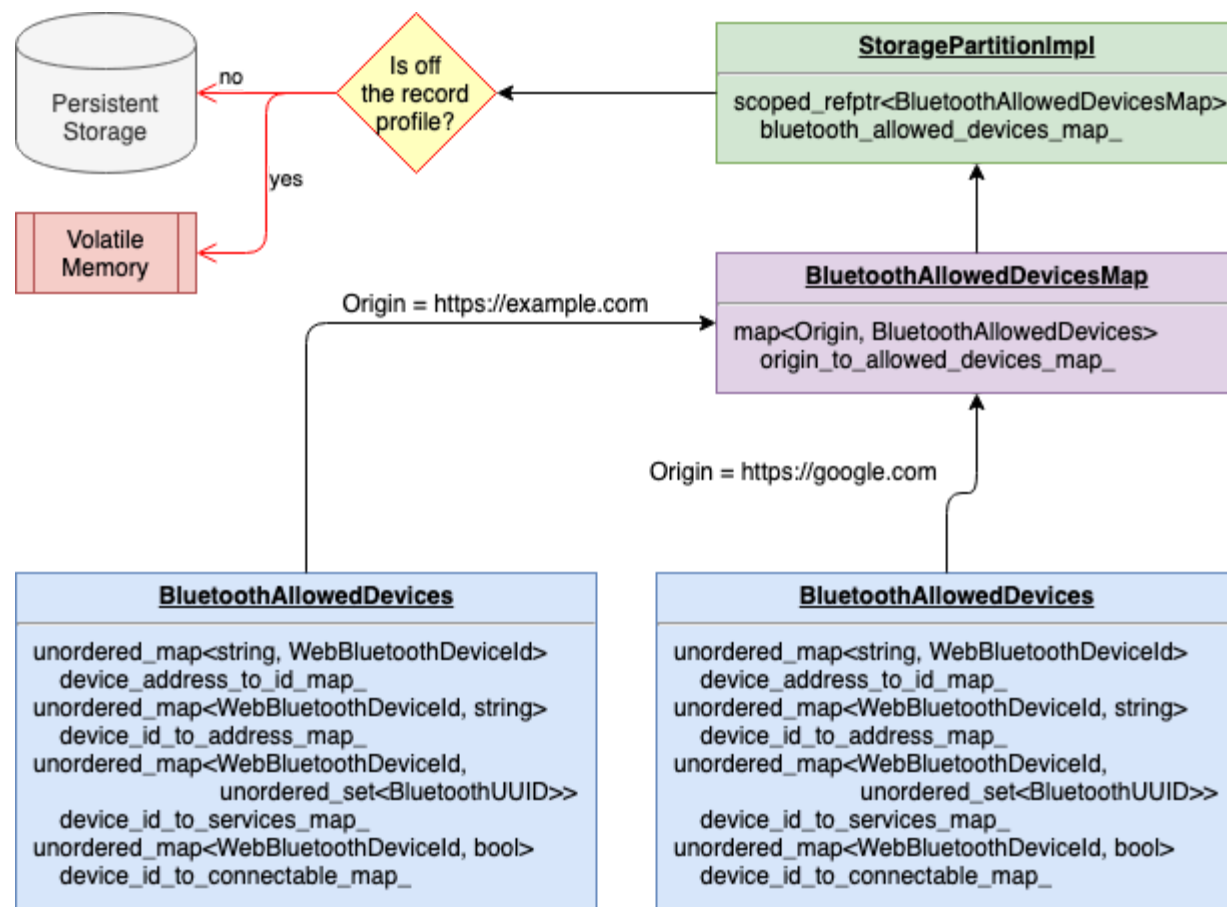 Persistent
Storage
no
Is off
the record
profile?
yes
Volatile
Memory
StoragePartitionImpl
scoped_refptr<BluetoothAllowedDevicesMap>
bluetooth_allowed_devices_map_
BluetoothAllowedDevicesMap
map<Origin, BluetoothAllowedDevices>
origin_to_allowed_devices_map_
Origin = https://example.com
Origin = https://google.com
BluetoothAllowedDevices
unordered_map<string, WebBluetoothDeviceId>
device_address_to_id_map_
unordered_map<WebBluetoothDeviceId, string>
device_id_to_address_map_
unordered_map<WebBluetoothDeviceId,
unordered_set<BluetoothUUID>>
device_id_to_services_map_
unordered_map<WebBluetoothDeviceId, bool>
device_id_to_connectable_map_
BluetoothAllowedDevices
unordered_map<string, WebBluetoothDeviceId>
device_address_to_id_map_
unordered_map<WebBluetoothDeviceId, string>
device_id_to_address_map_
unordered_map<WebBluetoothDeviceId,
unordered_set<BluetoothUUID>>
device_id_to_services_map_
unordered_map<WebBluetoothDeviceId, bool>
device_id_to_connectable_map_